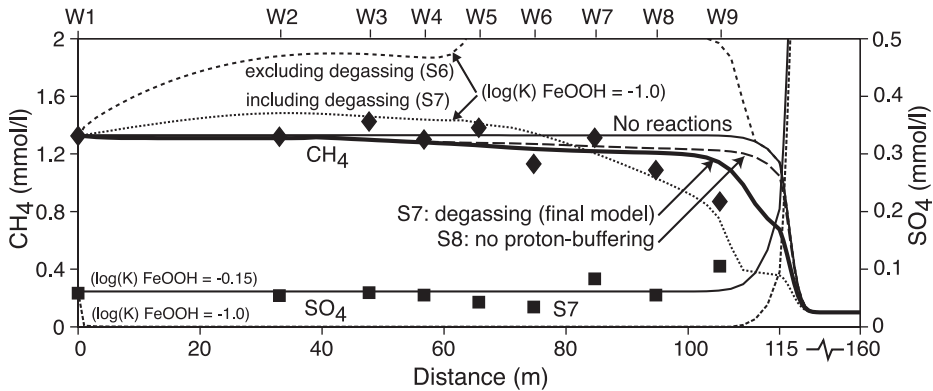 W1 W2 W3 W4 W5 W6 W7 W8 W9
2 0.5
excluding degassing (S6)
1.6 0.4
including degassing (S7) (log(K) FeOOH = -1.0)
No reactions
1.2 0.3
CH4
CH4 (mmol/l)
SO4 (mmol/l)
0.8 0.2
S7: degassing (final model)
S8: no proton-buffering
0.4 0.1
(log(K) FeOOH = -0.15)
(log(K) FeOOH = -1.0) SO4 S7
0 0
0 20 40 60 80 100 115 160
Distance (m)